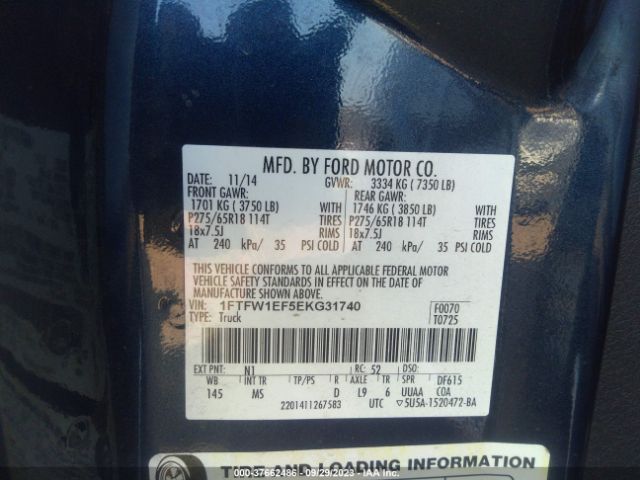 MFD. BY FORD MOTOR CO.
DATE: 11/14 GVWR: 3334 KG ( 7350 LB)
FRONT GAWR: REAR GAWR:
1701 KG ( 3750 LB) WITH 1746 KG ( 3850 LB) WITH
P275/65R18 114T TIRES P275/65R18 114T TIRES
18x7.5J RIMS 18x7.5J RIMS
AT 240 kPa/ 35 PSI COLD AT 240 kPa/ 35 PSI COLD
THIS VEHICLE CONFORMS TO ALL APPLICABLE FEDERAL MOTOR
VEHICLE SAFETY STANDARDS IN EFFECT ON THE DATE OF
MANUFACTURE SHOWN ABOVE.
VIN: 1FTFW1EF5EKG31740 F0070
TYPE: Truck T0725
EXT PNT: N1 RC: 52 DSO:
WB INT TR TP/PS R AXLE TR SPR DF615
145 MS D L9 6 UUAA COA
2201411267583 UTC 5U5A-1520472-BA
TIRE AND LOADING INFORMATION
COPART-37662486 - 09/29/2023 - IAA INC.